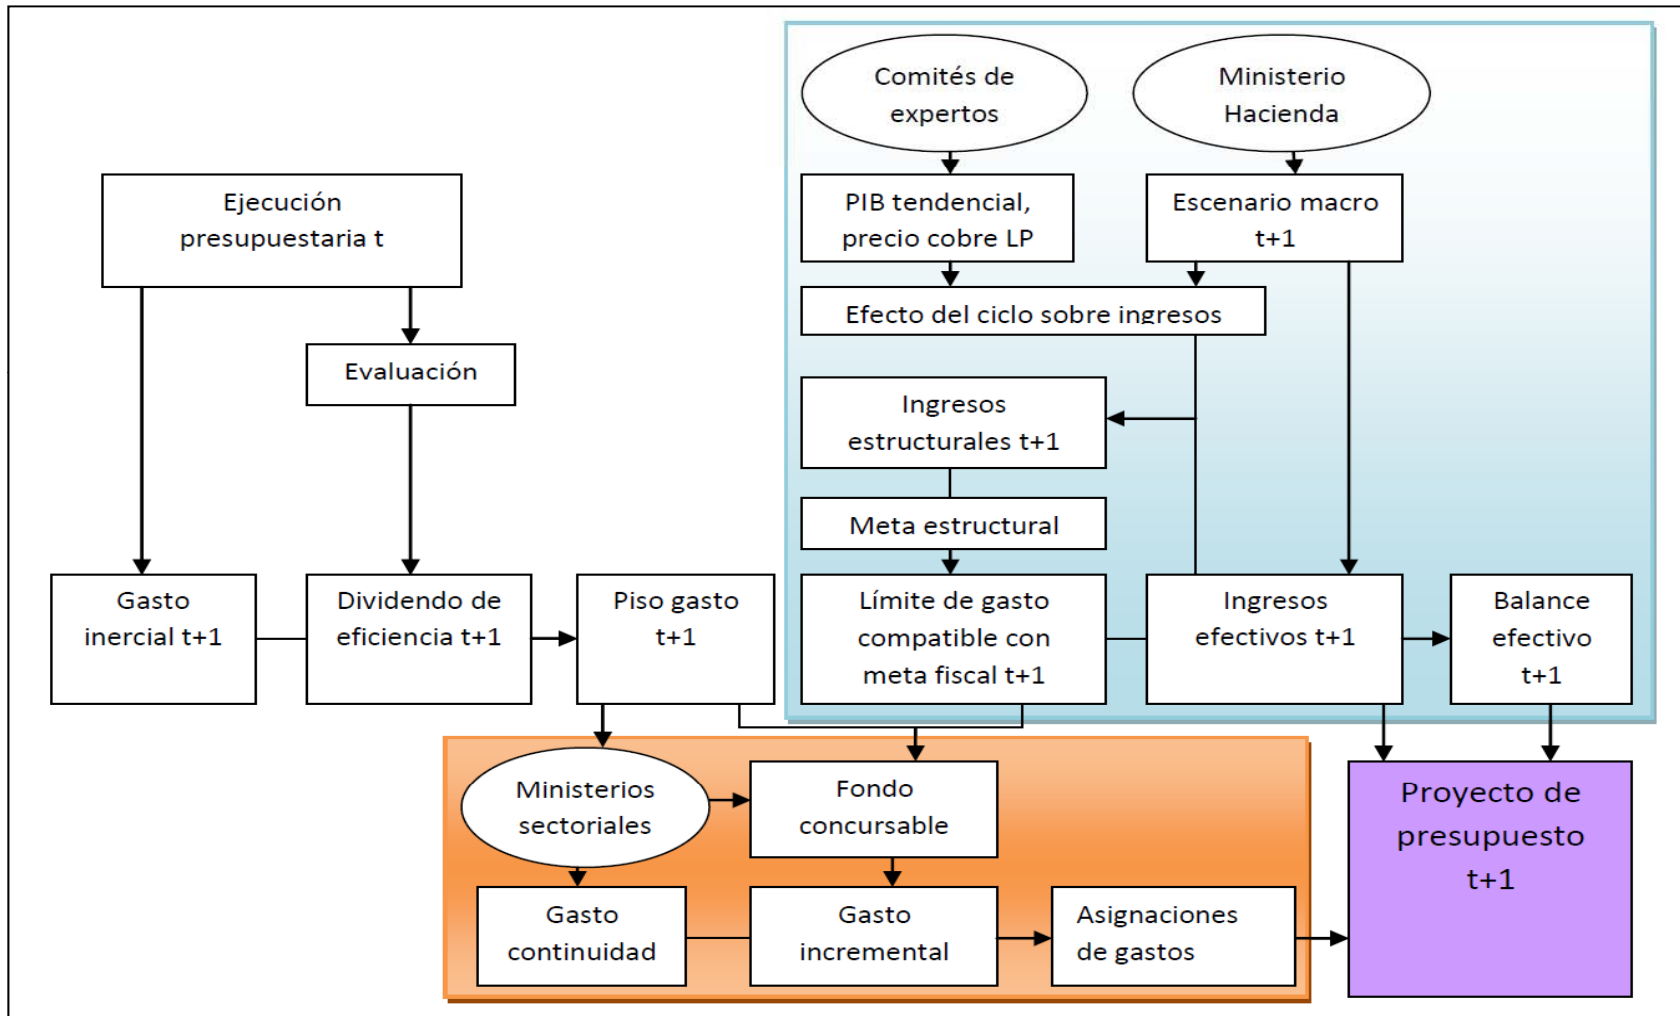 Comités de
expertos
Ministerio
Hacienda
Ejecución
presupuestaria t
PIB tendencial,
precio cobre LP
Escenario macro
t+1
Efecto del ciclo sobre ingresos
Evaluación
Ingresos
estructurales t+1
Meta estructural
Gasto
inercial t+1
Dividendo de
eficiencia t+1
Piso gasto
t+1
Límite de gasto
compatible con
meta fiscal t+1
Ingresos
efectivos t+1
Balance
efectivo
t+1
Ministerios
sectoriales
Fondo
concursable
Proyecto de
presupuesto
t+1
Gasto
continuidad
Gasto
incremental
Asignaciones
de gastos